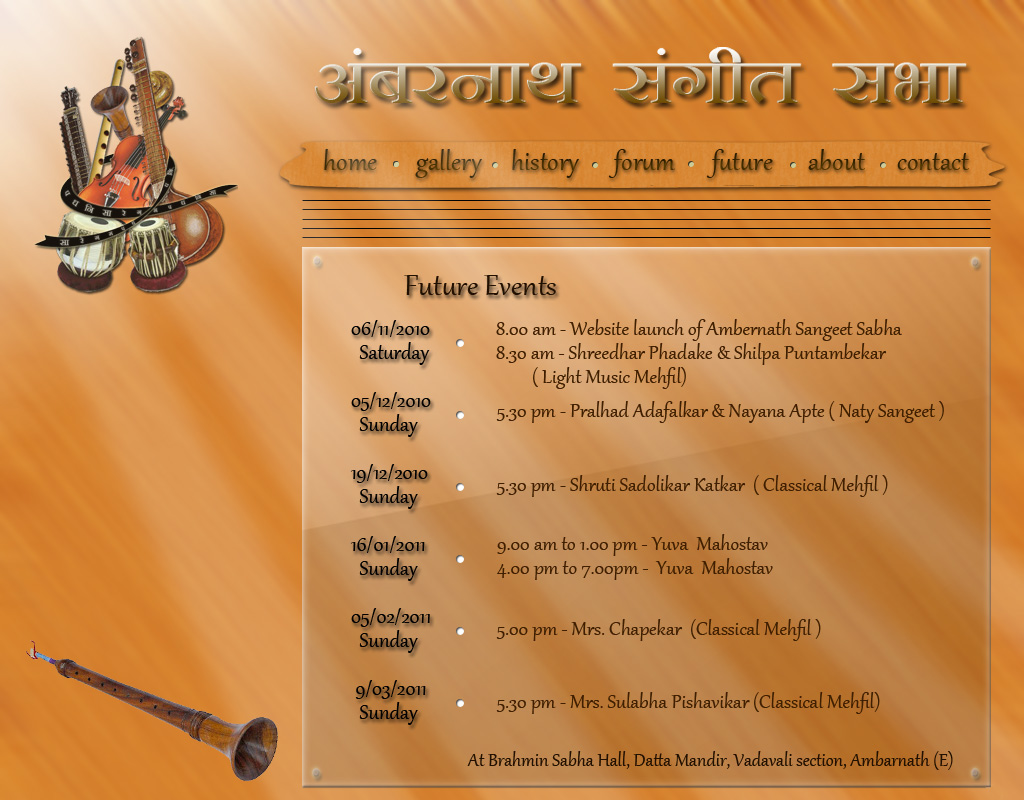 अंबरनाथ संगीत सभा
home gallery history forum future about contact
Future Events
06/11/2010 Saturday
8.00 am - Website launch of Ambernath Sangeet Sabha
8.30 am - Shreedhar Phadake & Shilpa Puntambekar
( Light Music Mehfil)
05/12/2010 Sunday
5.30 pm - Pralhad Adafalkar & Nayana Apte ( Naty Sangeet )
19/12/2010 Sunday
5.30 pm - Shruti Sadolikar Katkar ( Classical Mehfil )
16/01/2011 Sunday
9.00 am to 1.00 pm - Yuva Mahostav
4.00 pm to 7.00pm - Yuva Mahostav
05/02/2011 Sunday
5.00 pm - Mrs. Chapekar (Classical Mehfil )
9/03/2011 Sunday
5.30 pm - Mrs. Sulabha Pishavikar (Classical Mehfil)
At Brahmin Sabha Hall, Datta Mandir, Vadavali section, Ambarnath (E)